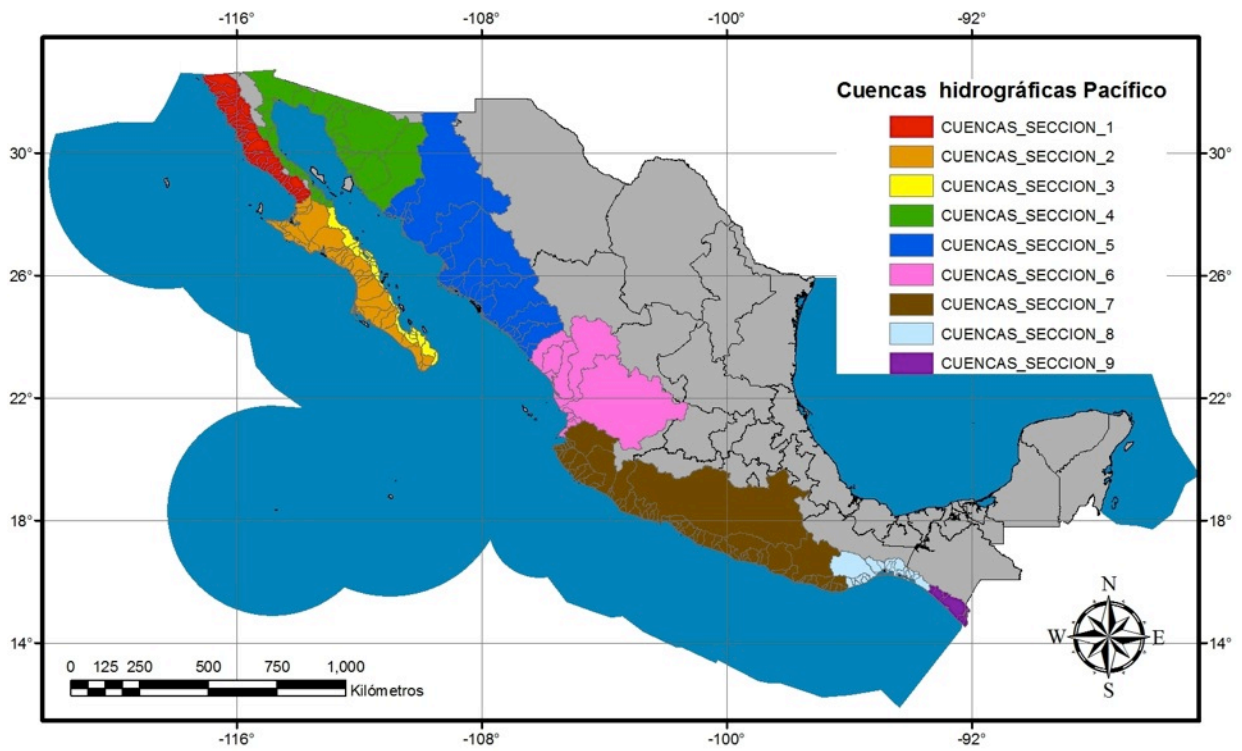 -116° -108° -100° -92°
Cuencas hidrográficas Pacífico
CUENCAS_SECCION_1
CUENCAS_SECCION_2
CUENCAS_SECCION_3
CUENCAS_SECCION_4
CUENCAS_SECCION_5
CUENCAS_SECCION_6
CUENCAS_SECCION_7
CUENCAS_SECCION_8
CUENCAS_SECCION_9
30° 30°
26° 26°
22° 22°
18° 18°
14° 14°
N
W E
S
0 125 250 500 750 1,000
Kilómetros
-116° -108° -100° -92°